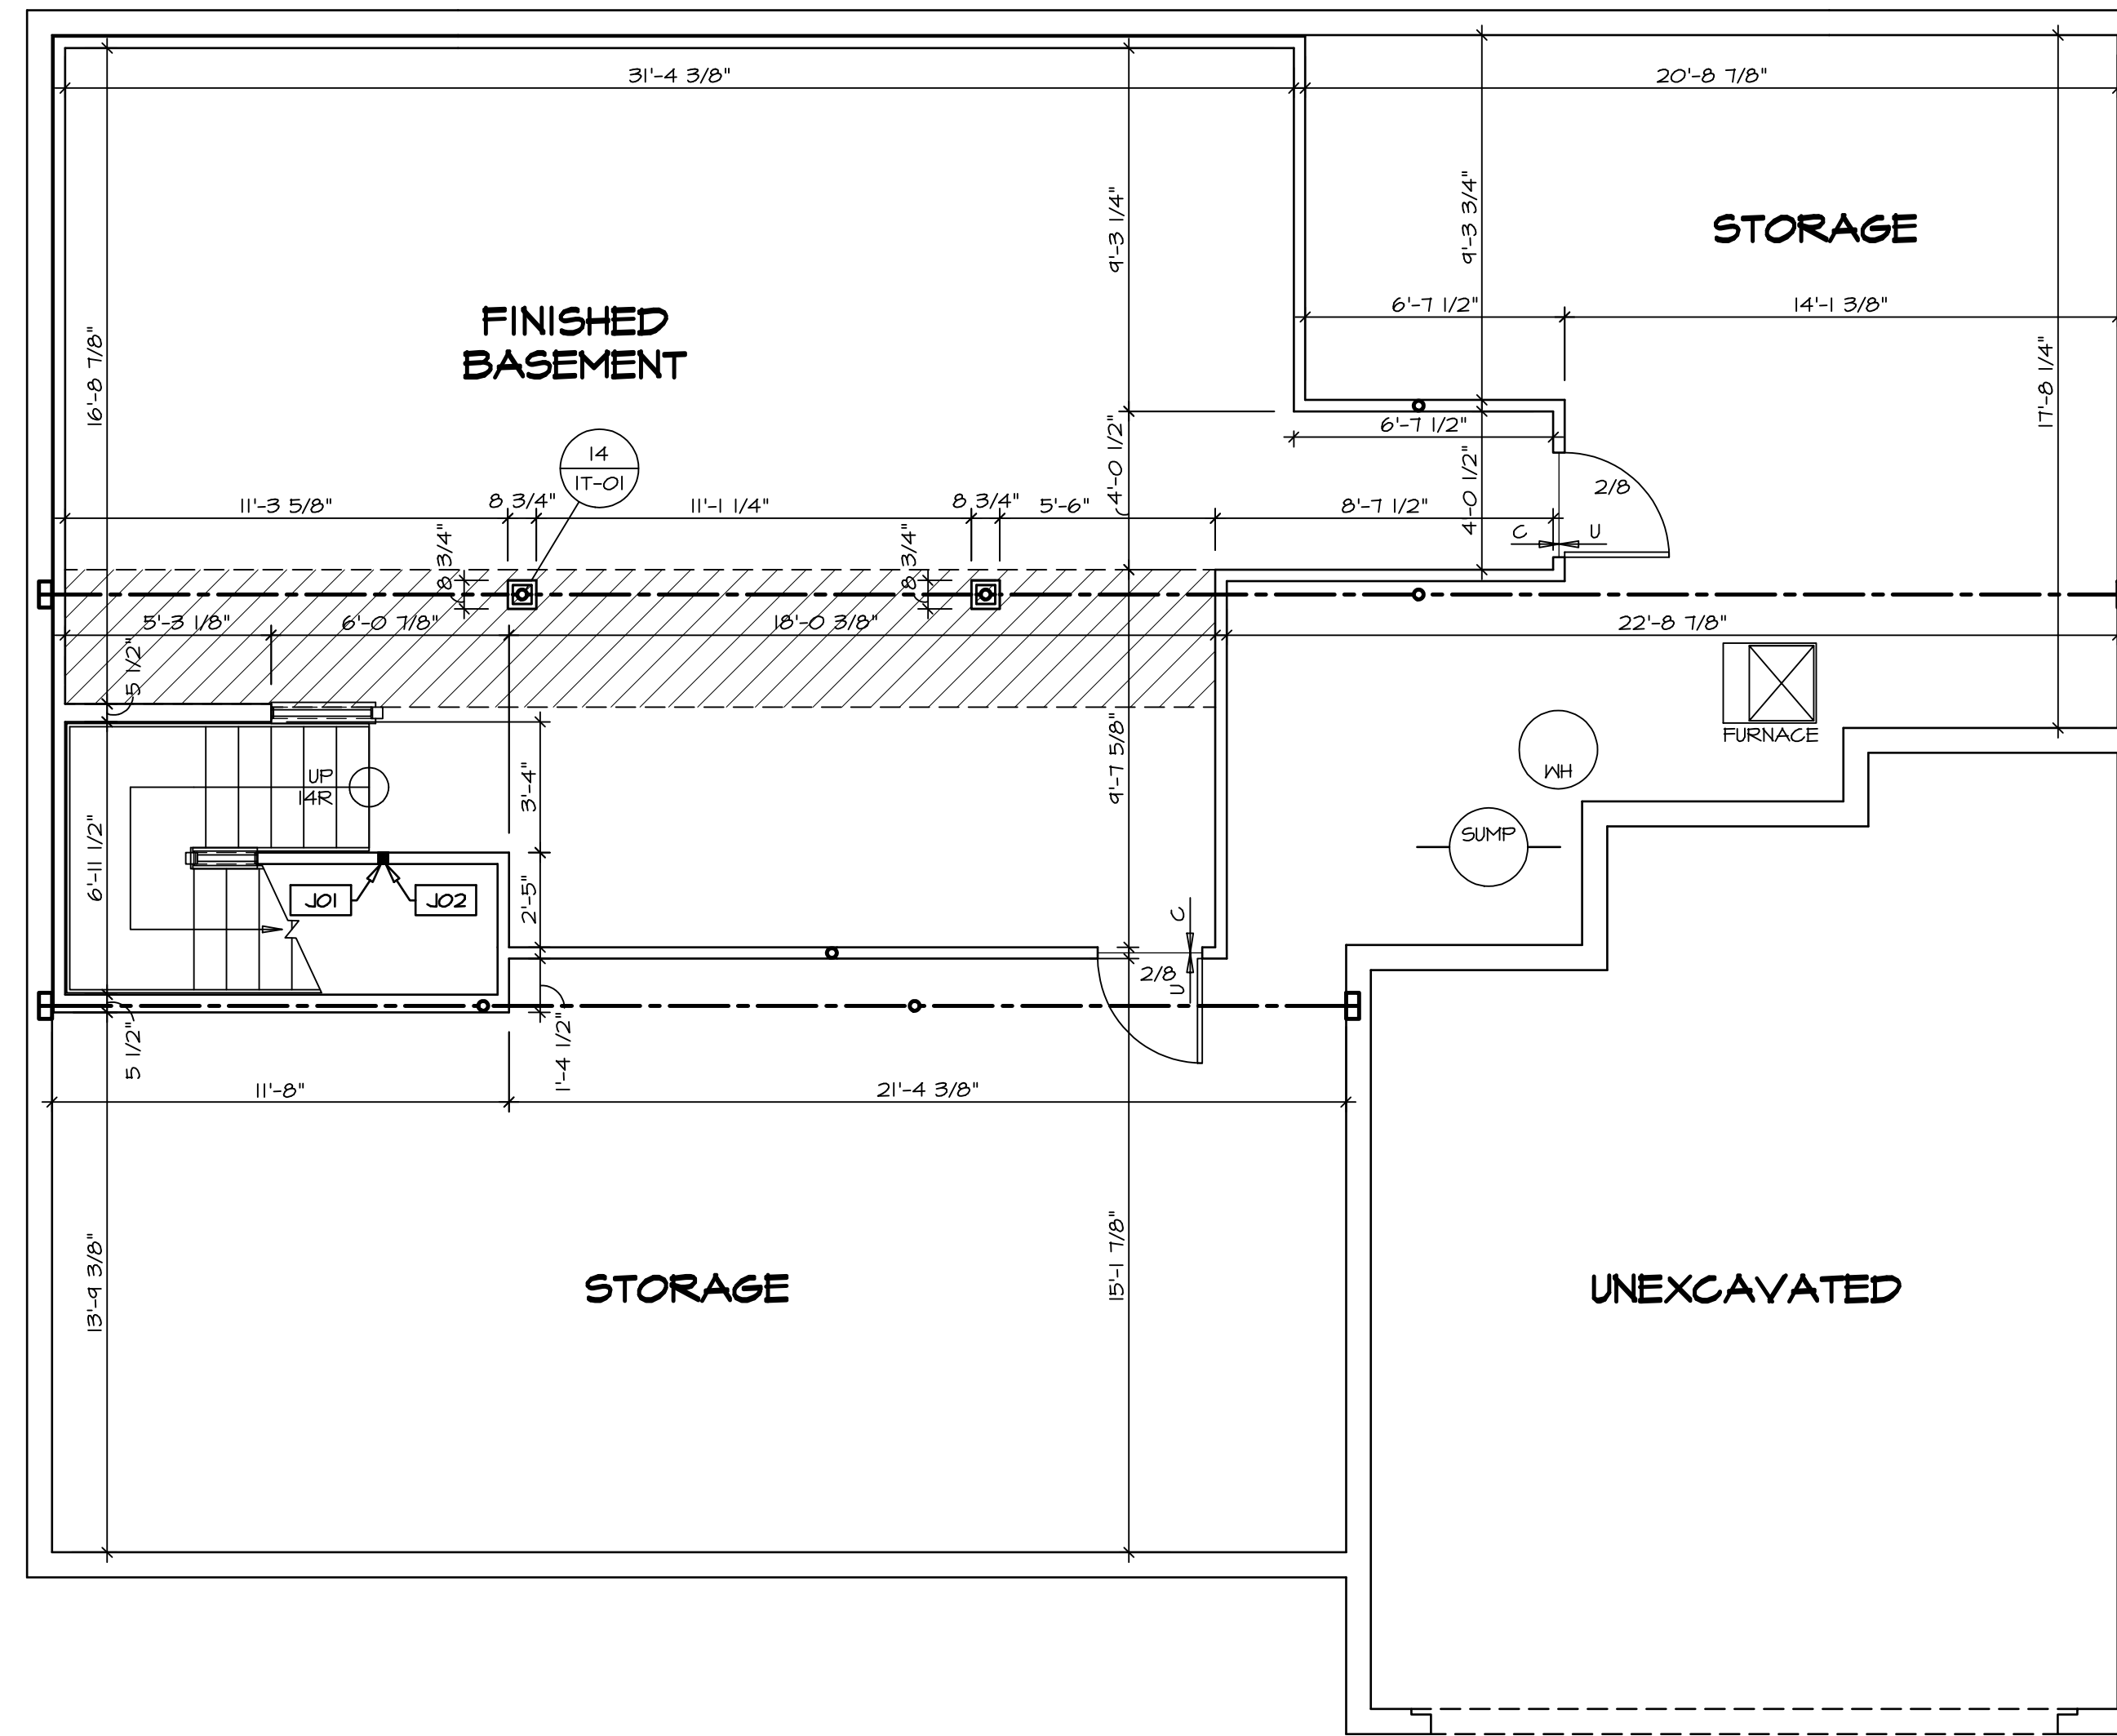 31'-4 3/8"
20'-8 7/8"
9'-3 1/4"
9'-3 3/4"
STORAGE
6'-7 1/2"
14'-1 3/8"
FINISHED
BASEMENT
16'-8 7/8"
17'-8 1/4"
6'-7 1/2"
4'-0 1/2"
4'-0 1/2"
14
1T-01
2/8
11'-3 5/8"
8 3/4"
11'-1 1/4"
8 3/4"
5'-6"
8'-7 1/2"
C
U
8 3/4"
8 3/4"
5'-3 1/8"
6'-0 7/8"
18'-0 3/8"
22'-8 7/8"
5 1/2"
FURNACE
WH
9'-7 5/8"
UP
14R
3'-4"
SUMP
6'-11 1/2"
J01
J02
2'-5"
C
2/8
U
5 1/2"
1'-4 1/2"
11'-8"
21'-4 3/8"
13'-9 3/8"
STORAGE
15'-1 7/8"
UNEXCAVATED